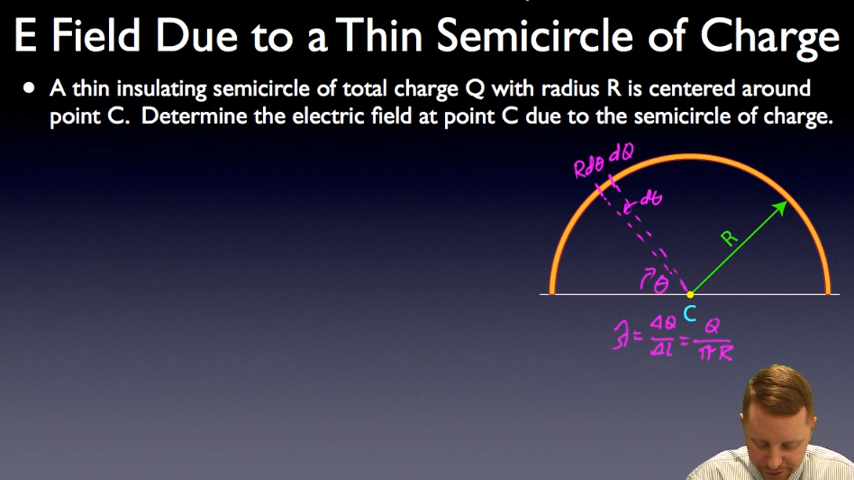 E Field Due to a Thin Semicircle of Charge
• A thin insulating semicircle of total charge Q with radius R is centered around
point C. Determine the electric field at point C due to the semicircle of charge.
Rdθ dQ
dθ
R
θ
C
λ = ΔQ/Δl = Q/πR